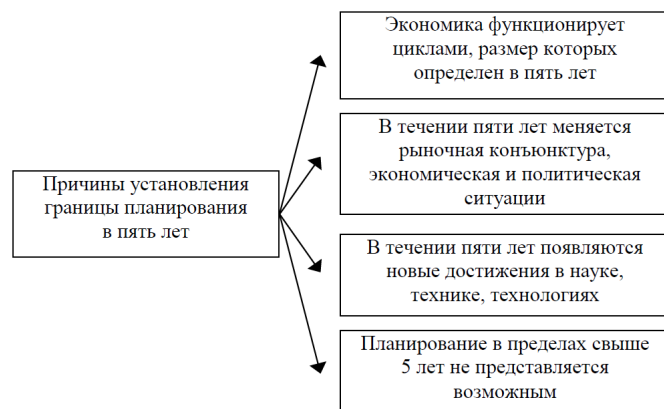 Экономика функционирует
циклами, размер которых
определен в пять лет
В течении пяти лет меняется
рыночная конъюнктура,
экономическая и политическая
ситуации
Причины установления
границы планирования
в пять лет
В течении пяти лет появляются
новые достижения в науке,
технике, технологиях
Планирование в пределах свыше
5 лет не представляется
возможным